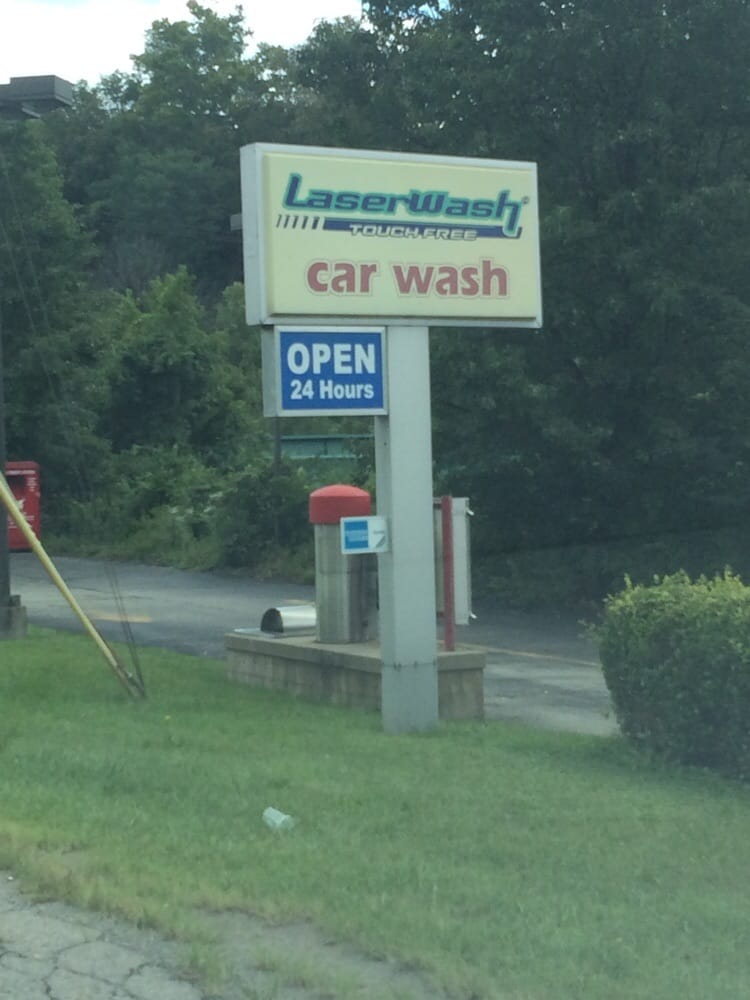 LaserWash®
TOUCH FREE
car wash
OPEN
24 Hours